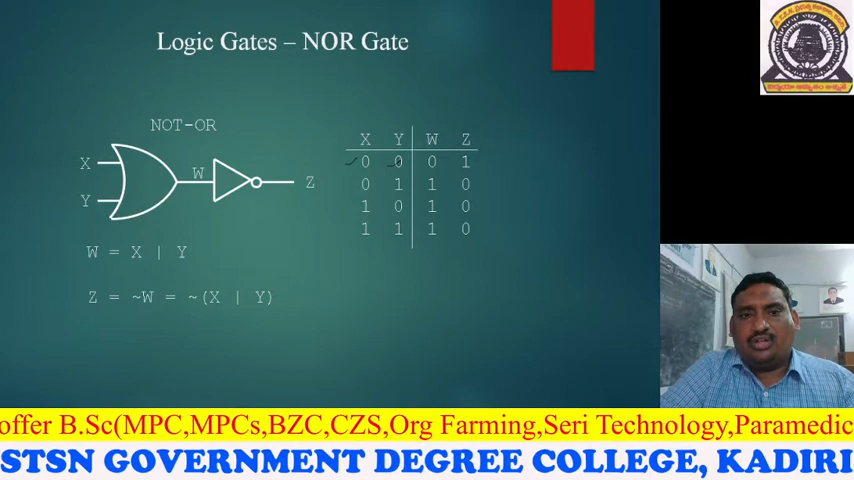 Logic Gates – NOR Gate
NOT-OR
X
W
Z
Y
X Y W Z
0 0 0 1
0 1 1 0
1 0 1 0
1 1 1 0
W = X | Y
Z = ~W = ~(X | Y)
offer B.Sc(MPC,MPCs,BZC,CZS,Org Farming,Seri Technology,Paramedic
STSN GOVERNMENT DEGREE COLLEGE, KADIRI